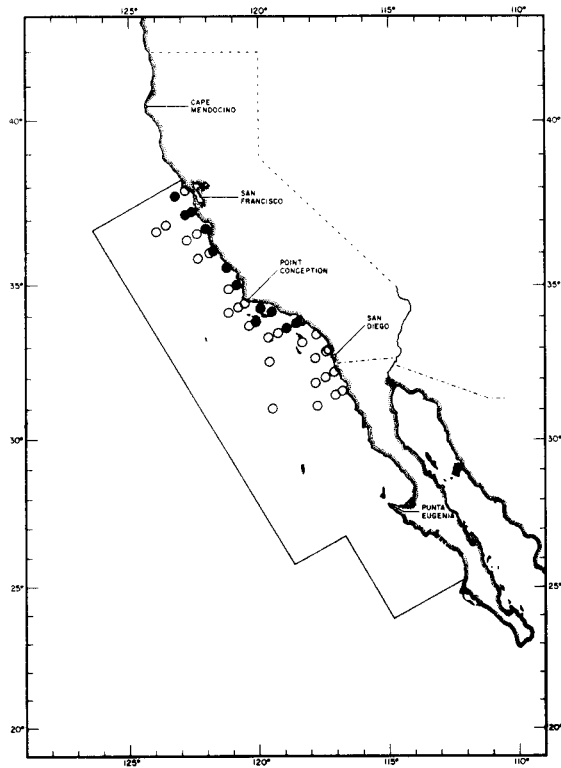 125° 120° 115° 110°
CAPE
MENDOCINO
40° 40°
SAN
FRANCISCO
POINT
CONCEPTION
35° 35°
SAN
DIEGO
30° 30°
PUNTA
EUGENIA
25° 25°
20° 20°
125° 120° 115° 110°